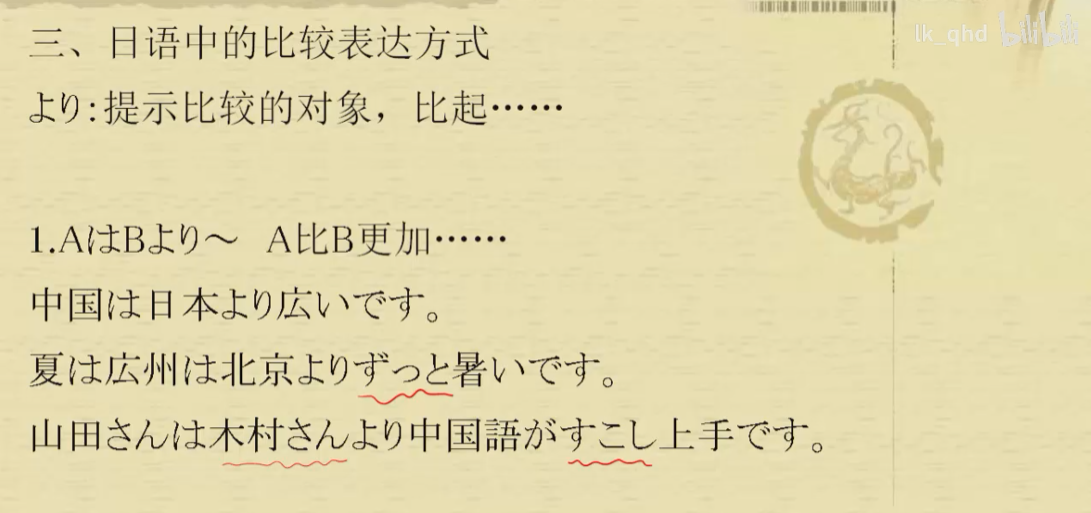 lk_qhd bilibili
三、日语中的比较表达方式
より:提示比较的对象，比起……
1.AはBより～ A比B更加……
中国は日本より広いです。
夏は広州は北京よりずっと暑いです。
山田さんは木村さんより中国語がすこし上手です。